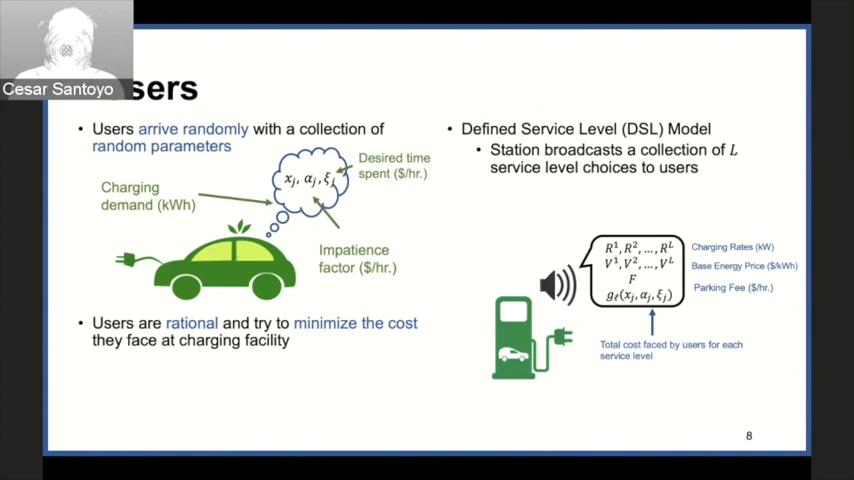 Cesar Santoyo
sers
• Users arrive randomly with a collection of
random parameters
Charging
demand (kWh)
xⱼ, αⱼ, ξⱼ
Desired time
spent ($/hr.)
Impatience
factor ($/hr.)
• Users are rational and try to minimize the cost
they face at charging facility
• Defined Service Level (DSL) Model
• Station broadcasts a collection of L
service level choices to users
R¹, R², …, Rᴸ
V¹, V², …, Vᴸ
F
gℓ(xⱼ, αⱼ, ξⱼ)
Charging Rates (kW)
Base Energy Price ($/kWh)
Parking Fee ($/hr.)
Total cost faced by users for each
service level
8